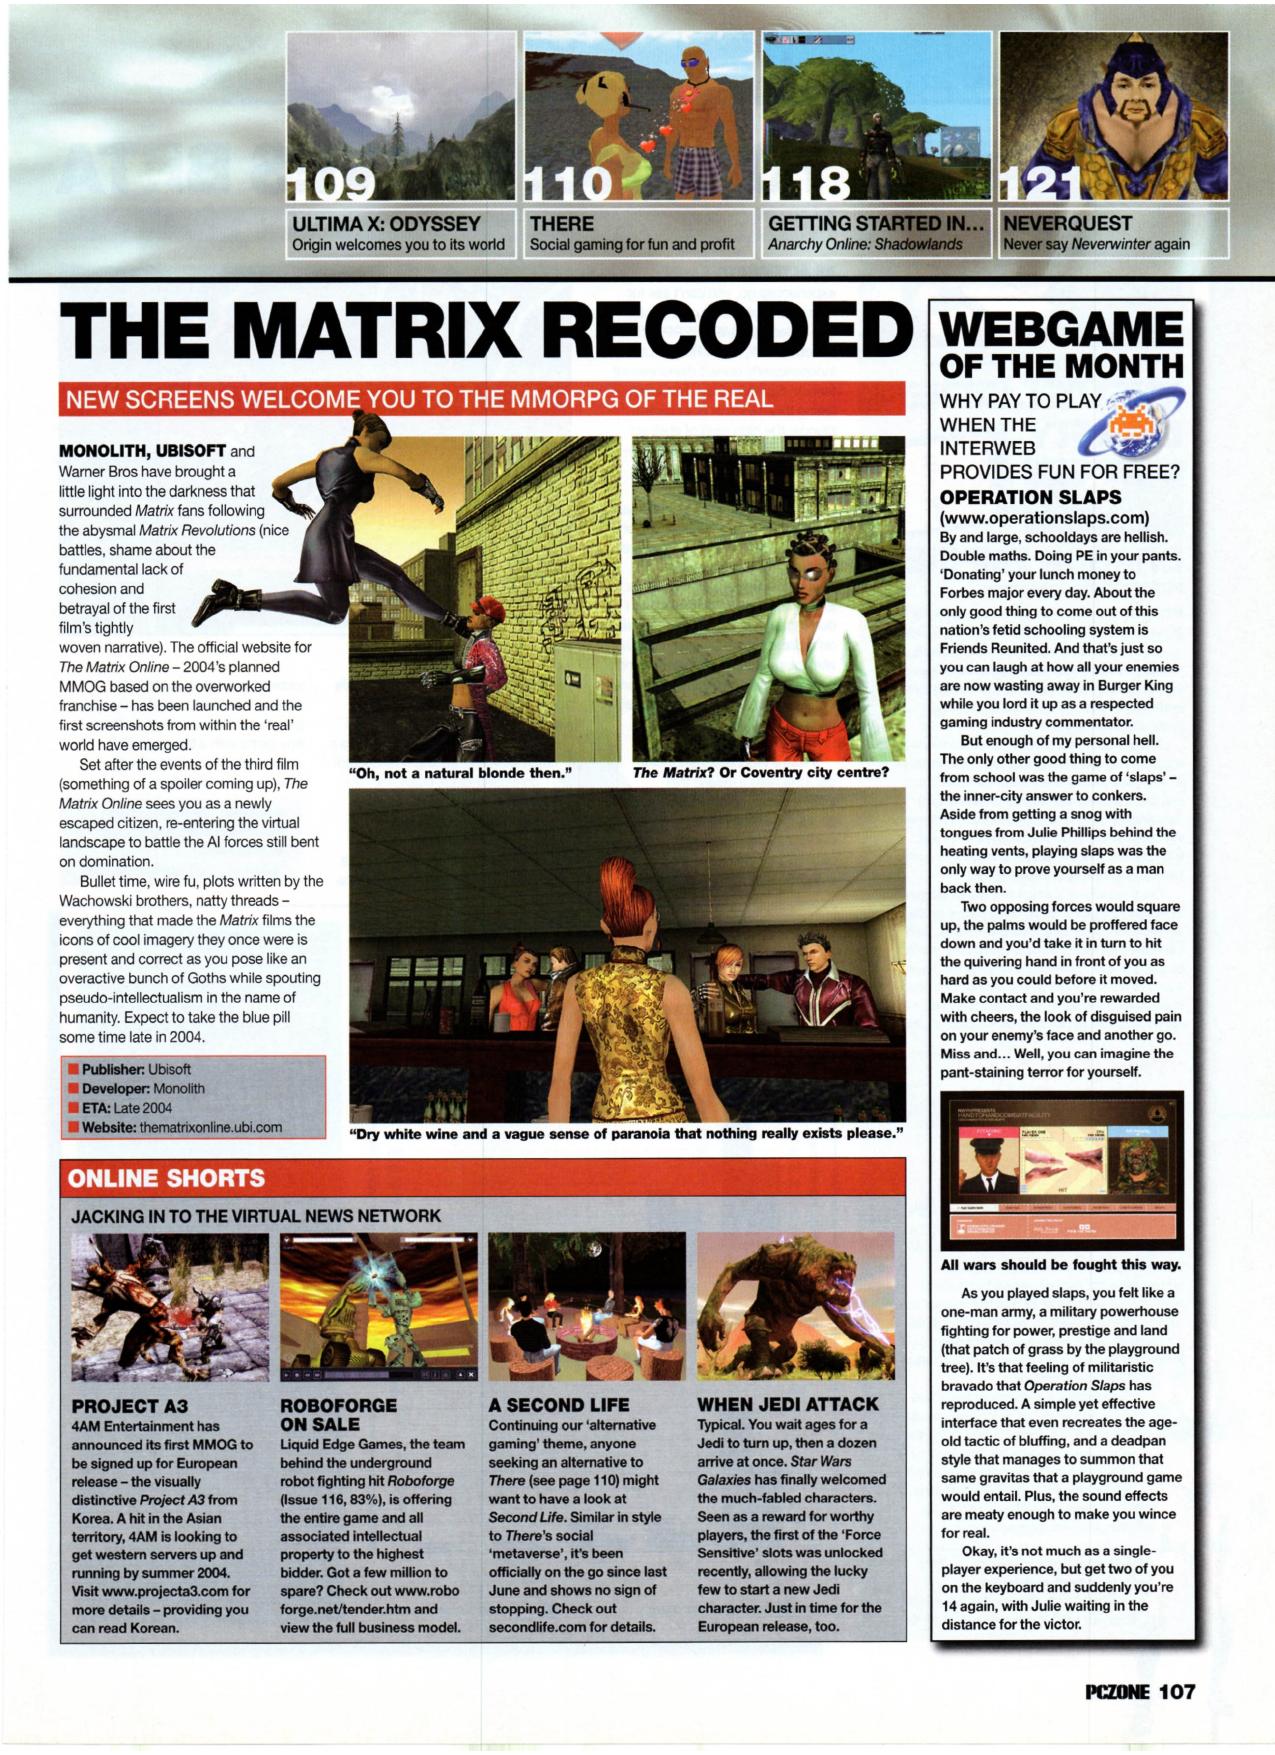 109
ULTIMA X: ODYSSEY
Origin welcomes you to its world
110
THERE
Social gaming for fun and profit
118
GETTING STARTED IN...
Anarchy Online: Shadowlands
121
NEVERQUEST
Never say Neverwinter again
THE MATRIX RECODED
NEW SCREENS WELCOME YOU TO THE MMORPG OF THE REAL
MONOLITH, UBISOFT and
Warner Bros have brought a
little light into the darkness that
surrounded Matrix fans following
the abysmal Matrix Revolutions (nice
battles, shame about the
fundamental lack of
cohesion and
betrayal of the first
film's tightly
woven narrative). The official website for
The Matrix Online – 2004's planned
MMOG based on the overworked
franchise – has been launched and the
first screenshots from within the 'real'
world have emerged.
Set after the events of the third film
(something of a spoiler coming up), The
Matrix Online sees you as a newly
escaped citizen, re-entering the virtual
landscape to battle the AI forces still bent
on domination.
Bullet time, wire fu, plots written by the
Wachowski brothers, natty threads –
everything that made the Matrix films the
icons of cool imagery they once were is
present and correct as you pose like an
overactive bunch of Goths while spouting
pseudo-intellectualism in the name of
humanity. Expect to take the blue pill
some time late in 2004.
Publisher: Ubisoft
Developer: Monolith
ETA: Late 2004
Website: thematrixonline.ubi.com
"Oh, not a natural blonde then."
The Matrix? Or Coventry city centre?
"Dry white wine and a vague sense of paranoia that nothing really exists please."
ONLINE SHORTS
JACKING IN TO THE VIRTUAL NEWS NETWORK
PROJECT A3
4AM Entertainment has
announced its first MMOG to
be signed up for European
release – the visually
distinctive Project A3 from
Korea. A hit in the Asian
territory, 4AM is looking to
get western servers up and
running by summer 2004.
Visit www.projecta3.com for
more details – providing you
can read Korean.
ROBOFORGE
ON SALE
Liquid Edge Games, the team
behind the underground
robot fighting hit Roboforge
(Issue 116, 83%), is offering
the entire game and all
associated intellectual
property to the highest
bidder. Got a few million to
spare? Check out www.robo
forge.net/tender.htm and
view the full business model.
A SECOND LIFE
Continuing our 'alternative
gaming' theme, anyone
seeking an alternative to
There (see page 110) might
want to have a look at
Second Life. Similar in style
to There's social
'metaverse', it's been
officially on the go since last
June and shows no sign of
stopping. Check out
secondlife.com for details.
WHEN JEDI ATTACK
Typical. You wait ages for a
Jedi to turn up, then a dozen
arrive at once. Star Wars
Galaxies has finally welcomed
the much-fabled characters.
Seen as a reward for worthy
players, the first of the 'Force
Sensitive' slots was unlocked
recently, allowing the lucky
few to start a new Jedi
character. Just in time for the
European release, too.
WEBGAME
OF THE MONTH
WHY PAY TO PLAY
WHEN THE
INTERWEB
PROVIDES FUN FOR FREE?
OPERATION SLAPS
(www.operationslaps.com)
By and large, schooldays are hellish.
Double maths. Doing PE in your pants.
'Donating' your lunch money to
Forbes major every day. About the
only good thing to come out of this
nation's fetid schooling system is
Friends Reunited. And that's just so
you can laugh at how all your enemies
are now wasting away in Burger King
while you lord it up as a respected
gaming industry commentator.
But enough of my personal hell.
The only other good thing to come
from school was the game of 'slaps' –
the inner-city answer to conkers.
Aside from getting a snog with
tongues from Julie Phillips behind the
heating vents, playing slaps was the
only way to prove yourself as a man
back then.
Two opposing forces would square
up, the palms would be proffered face
down and you'd take it in turn to hit
the quivering hand in front of you as
hard as you could before it moved.
Make contact and you're rewarded
with cheers, the look of disguised pain
on your enemy's face and another go.
Miss and... Well, you can imagine the
pant-staining terror for yourself.
HANDTOHANDCOMBATFACILITY
PLAYER ONE
HIT
All wars should be fought this way.
As you played slaps, you felt like a
one-man army, a military powerhouse
fighting for power, prestige and land
(that patch of grass by the playground
tree). It's that feeling of militaristic
bravado that Operation Slaps has
reproduced. A simple yet effective
interface that even recreates the age-
old tactic of bluffing, and a deadpan
style that manages to summon that
same gravitas that a playground game
would entail. Plus, the sound effects
are meaty enough to make you wince
for real.
Okay, it's not much as a single-
player experience, but get two of you
on the keyboard and suddenly you're
14 again, with Julie waiting in the
distance for the victor.
PCZONE 107